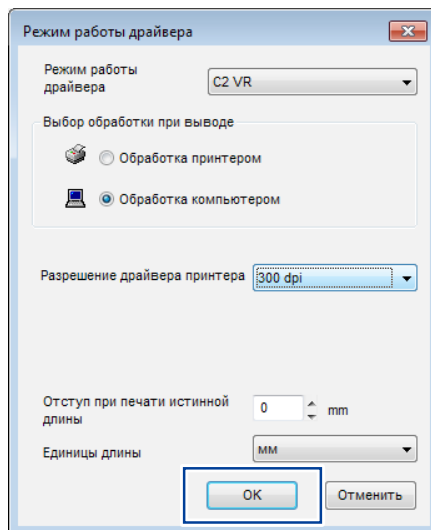 Режим работы драйвера
Режим работы
драйвера
C2 VR
Выбор обработки при выводе
Обработка принтером
Обработка компьютером
Разрешение драйвера принтера
300 dpi
Отступ при печати истинной
длины
0
mm
Единицы длины
мм
OK
Отменить